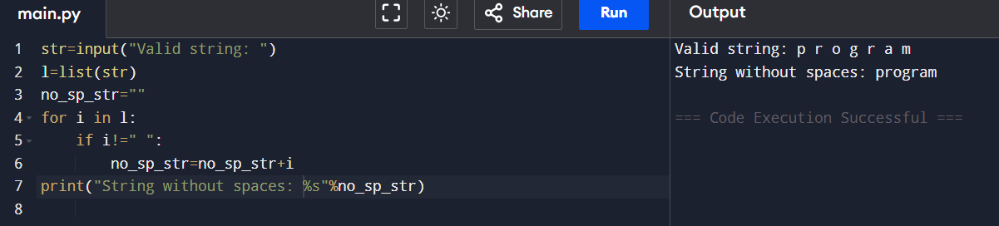 main.py
Share
Run
Output
1 str=input("Valid string: ")
2 l=list(str)
3 no_sp_str=""
4 for i in l:
5     if i!=" ":
6         no_sp_str=no_sp_str+i
7 print("String without spaces: %s"%no_sp_str)
8
Valid string: p r o g r a m
String without spaces: program
=== Code Execution Successful ===